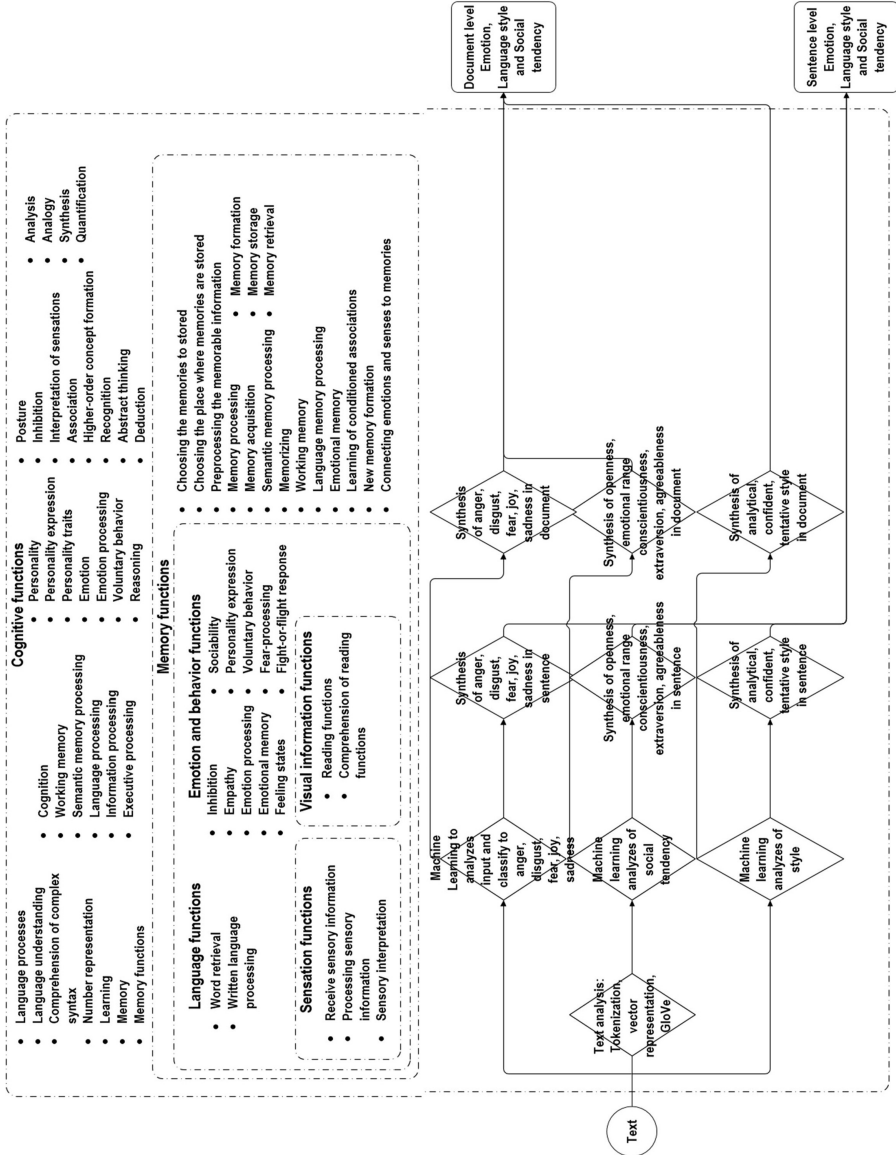 Cognitive functions
Language processes
Language understanding
Comprehension of complex
syntax
Number representation
Learning
Memory
Memory functions
Cognition
Working memory
Semantic memory processing
Language processing
Information processing
Executive processing
Personality
Personality expression
Personality traits
Emotion
Emotion processing
Voluntary behavior
Reasoning
Posture
Inhibition
Interpretation of sensations
Association
Higher-order concept formation
Recognition
Abstract thinking
Deduction
Analysis
Analogy
Synthesis
Quantification
Memory functions
Language functions
Word retrieval
Written language
processing
Emotion and behavior functions
Inhibition
Empathy
Emotion processing
Emotional memory
Feeling states
Sociability
Personality expression
Voluntary behavior
Fear-processing
Fight-or-flight response
Sensation functions
Receive sensory information
Processing sensory
information
Sensory interpretation
Visual information functions
Reading functions
Comprehension of reading
functions
Choosing the memories to stored
Choosing the place where memories are stored
Preprocessing the memorable information
Memory processing
Memory acquisition
Semantic memory processing
Memorizing
Working memory
Language memory processing
Emotional memory
Learning of conditioned associations
New memory formation
Connecting emotions and senses to memories
Memory formation
Memory storage
Memory retrieval
Text
Text analysis:
Tokenization,
vector
representation,
GloVe
Machine
Learning to
analyzes
input and
classify to
anger,
disgust,
fear, joy,
sadness
Machine
learning
analyzes of
social
tendency
Machine
learning
analyzes of
style
Synthesis
of anger,
disgust,
fear, joy,
sadness in
sentence
Synthesis of openness,
emotional range
conscientiousness,
extraversion, agreeableness
in sentence
Synthesis of
analytical,
confident,
tentative style
in sentence
Synthesis
of anger,
disgust,
fear, joy,
sadness in
document
Synthesis of openness,
emotional range,
conscientiousness,
extraversion, agreeableness
in document
Synthesis of
analytical,
confident,
tentative style
in document
Document level
Emotion,
Language style
and Social
tendency
Sentence level
Emotion,
Language style
and Social
tendency